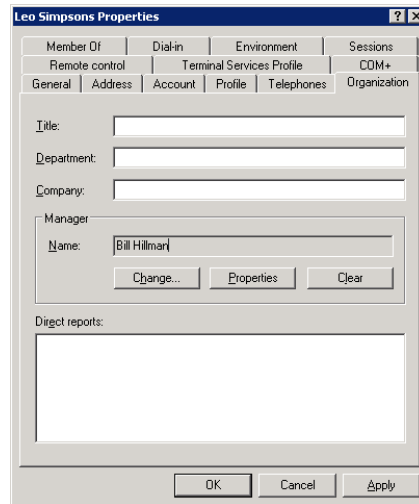 Leo Simpsons Properties
Member Of Dial-in Environment Sessions
Remote control Terminal Services Profile COM+
General Address Account Profile Telephones Organization
Title:
Department:
Company:
Manager
Name: Bill Hillman
Change... Properties Clear
Direct reports:
OK Cancel Apply